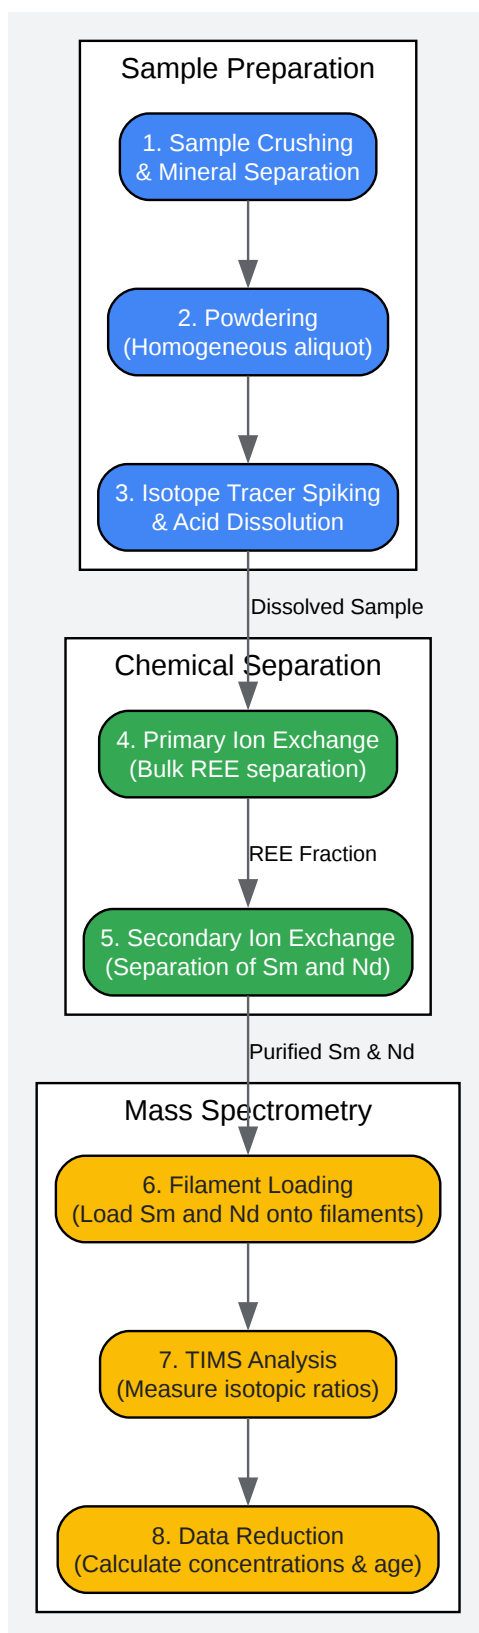 Sample Preparation
1. Sample Crushing
& Mineral Separation
2. Powdering
(Homogeneous aliquot)
3. Isotope Tracer Spiking
& Acid Dissolution
Dissolved Sample
Chemical Separation
4. Primary Ion Exchange
(Bulk REE separation)
REE Fraction
5. Secondary Ion Exchange
(Separation of Sm and Nd)
Purified Sm & Nd
Mass Spectrometry
6. Filament Loading
(Load Sm and Nd onto filaments)
7. TIMS Analysis
(Measure isotopic ratios)
8. Data Reduction
(Calculate concentrations & age)